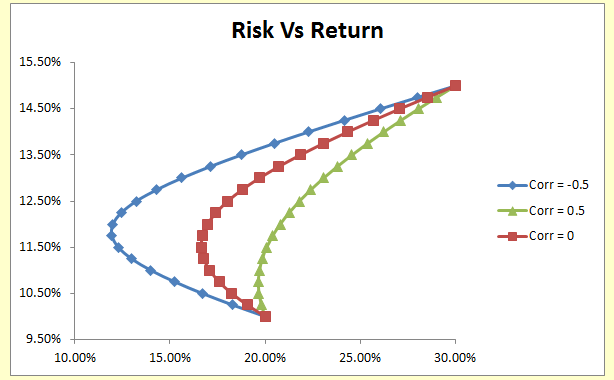 Risk Vs Return
15.50%
14.50%
13.50%
12.50%
11.50%
10.50%
9.50%
10.00% 15.00% 20.00% 25.00% 30.00%
Corr = -0.5
Corr = 0.5
Corr = 0